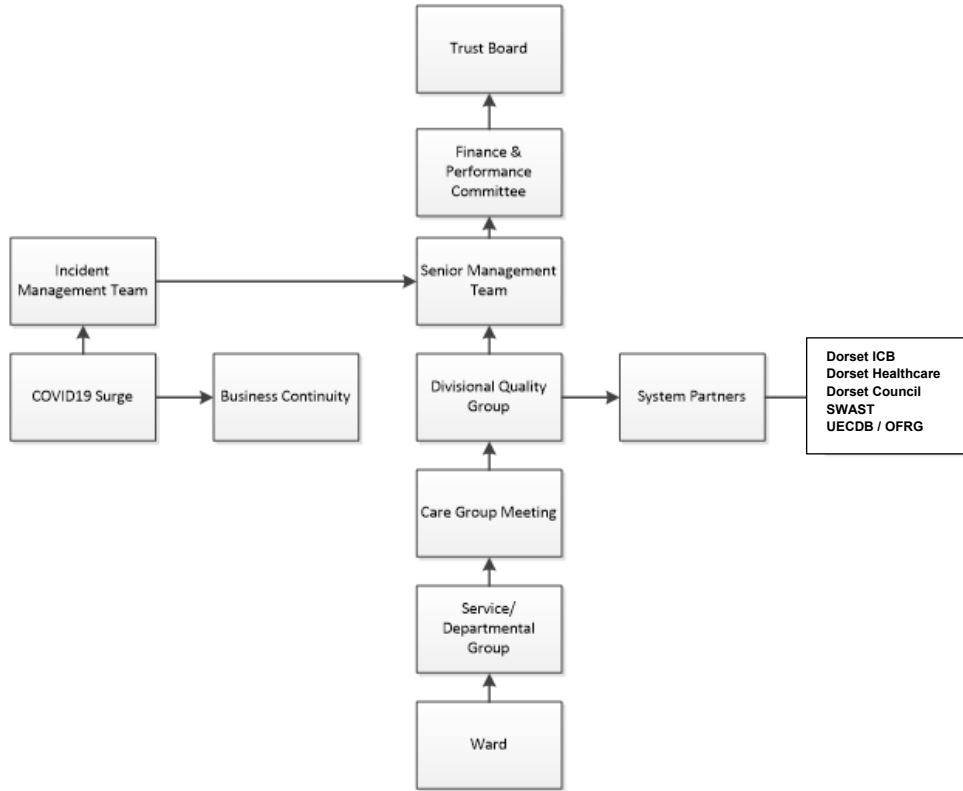 Trust Board
Finance &
Performance
Committee
Incident
Management Team
Senior Management
Team
COVID19 Surge
Business Continuity
Divisional Quality
Group
System Partners
Dorset ICB
Dorset Healthcare
Dorset Council
SWAST
UECDB / OFRG
Care Group Meeting
Service/
Departmental
Group
Ward